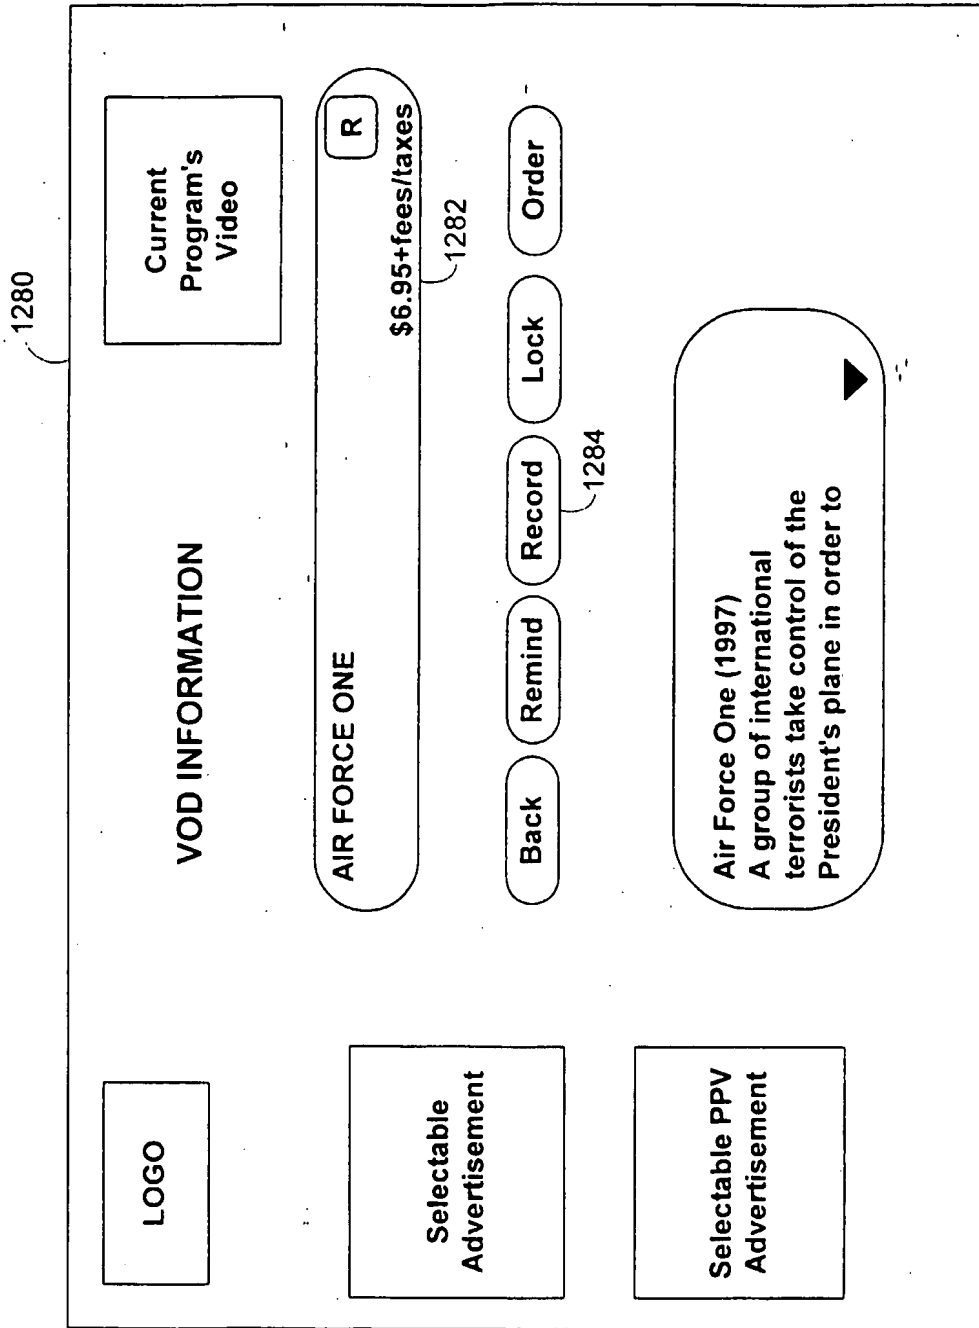 1280
LOGO
VOD INFORMATION
Current
Program's
Video
AIR FORCE ONE
R
$6.95+fees/taxes
1282
Selectable
Advertisement
Back
Remind
Record
Lock
Order
1284
Selectable PPV
Advertisement
Air Force One (1997)
A group of international
terrorists take control of the
President's plane in order to